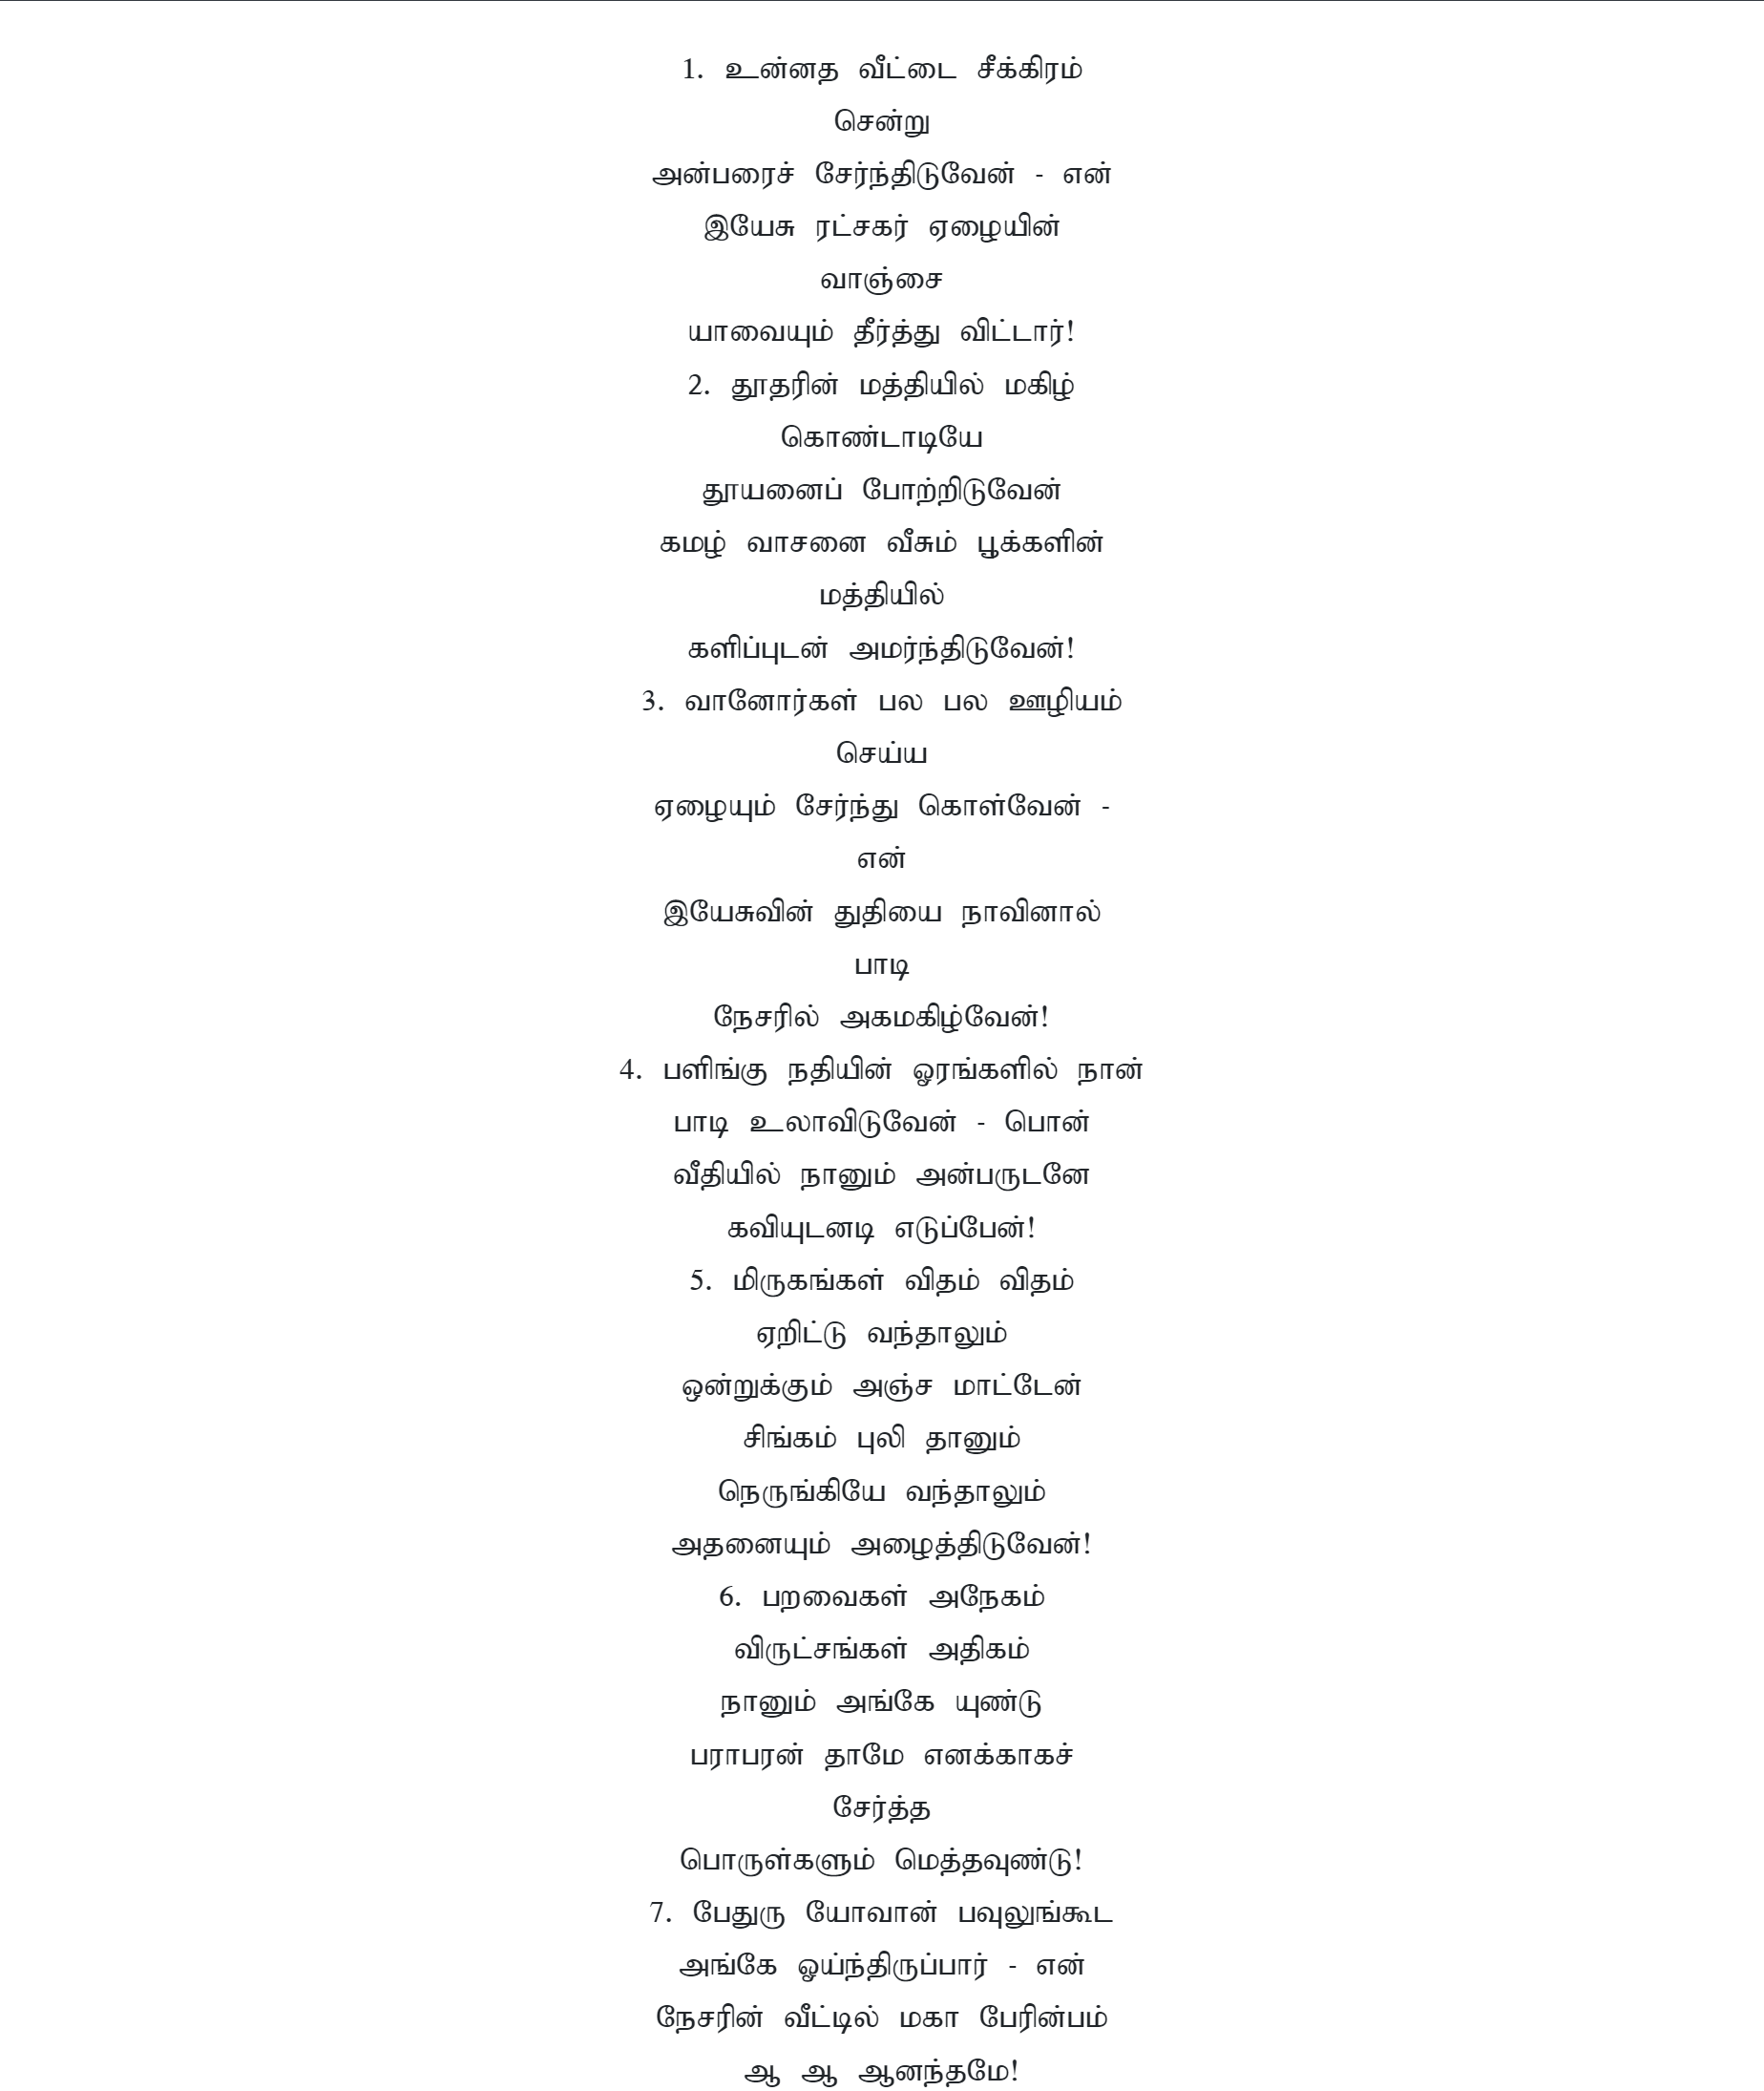 1. உன்னத வீட்டை சீக்கிரம்
சென்று
அன்பரைச் சேர்ந்திடுவேன் - என்
இயேசு ரட்சகர் ஏழையின்
வாஞ்சை
யாவையும் தீர்த்து விட்டார்!
2. தூதரின் மத்தியில் மகிழ்
கொண்டாடியே
தூயனைப் போற்றிடுவேன்
கமழ் வாசனை வீசும் பூக்களின்
மத்தியில்
களிப்புடன் அமர்ந்திடுவேன்!
3. வானோர்கள் பல பல ஊழியம்
செய்ய
ஏழையும் சேர்ந்து கொள்வேன் -
என்
இயேசுவின் துதியை நாவினால்
பாடி
நேசரில் அகமகிழ்வேன்!
4. பளிங்கு நதியின் ஓரங்களில் நான்
பாடி உலாவிடுவேன் - பொன்
வீதியில் நானும் அன்பருடனே
கவியுடனடி எடுப்பேன்!
5. மிருகங்கள் விதம் விதம்
ஏறிட்டு வந்தாலும்
ஒன்றுக்கும் அஞ்ச மாட்டேன்
சிங்கம் புலி தானும்
நெருங்கியே வந்தாலும்
அதனையும் அழைத்திடுவேன்!
6. பறவைகள் அநேகம்
விருட்சங்கள் அதிகம்
நானும் அங்கே யுண்டு
பராபரன் தாமே எனக்காகச்
சேர்த்த
பொருள்களும் மெத்தவுண்டு!
7. பேதுரு யோவான் பவுலுங்கூட
அங்கே ஓய்ந்திருப்பார் - என்
நேசரின் வீட்டில் மகா பேரின்பம்
ஆ ஆ ஆனந்தமே!